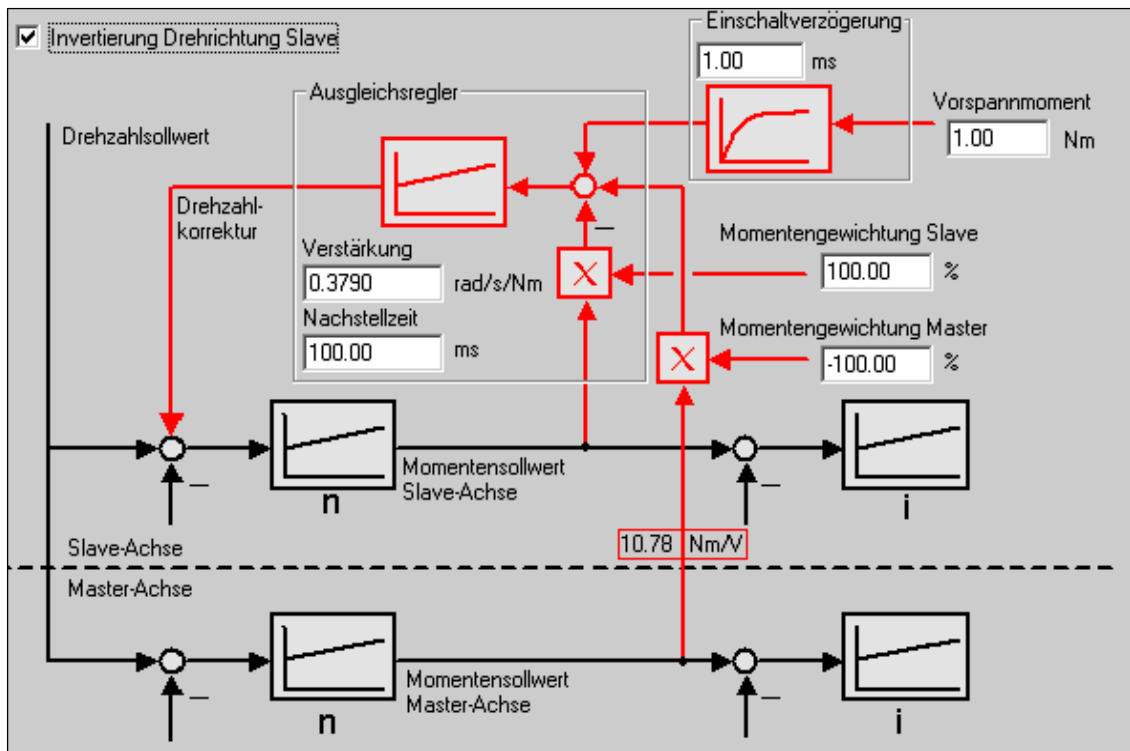 Invertierung Drehrichtung Slave
Einschaltverzögerung
1.00 ms
Ausgleichsregler
Vorspannmoment
1.00 Nm
Drehzahlsollwert
Drehzahl-
korrektur
Verstärkung
0.3790 rad/s/Nm
Nachstellzeit
100.00 ms
X
Momentengewichtung Slave
100.00 %
X
Momentengewichtung Master
-100.00 %
n
Momentensollwert
Slave-Achse
i
10.78 Nm/V
Slave-Achse
Master-Achse
n
Momentensollwert
Master-Achse
i